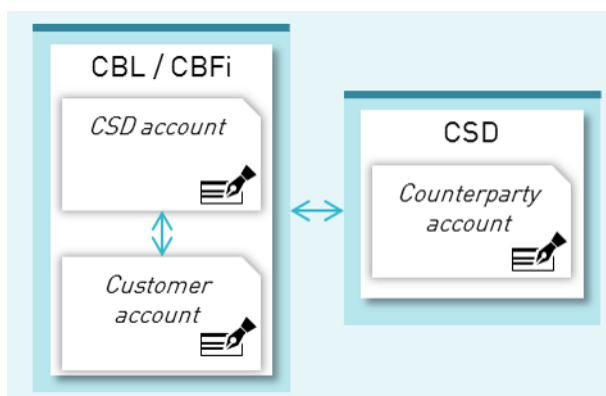 CBL / CBFi
CSD account
Customer
account
CSD
Counterparty
account